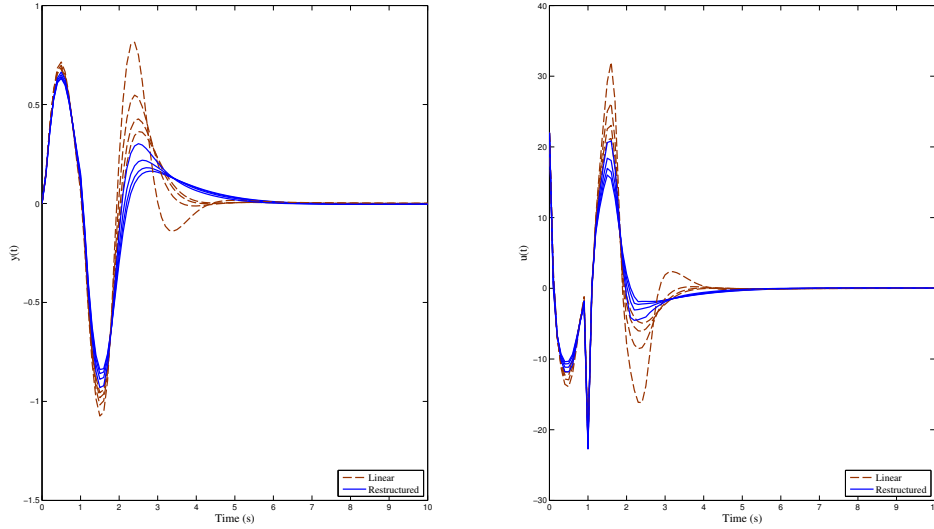 1
0.5
0
−0.5
−1
−1.5
y(t)
0 1 2 3 4 5 6 7 8 9 10
Time (s)
Linear
Restructured
40
30
20
10
0
−10
−20
−30
u(t)
0 1 2 3 4 5 6 7 8 9 10
Time (s)
Linear
Restructured